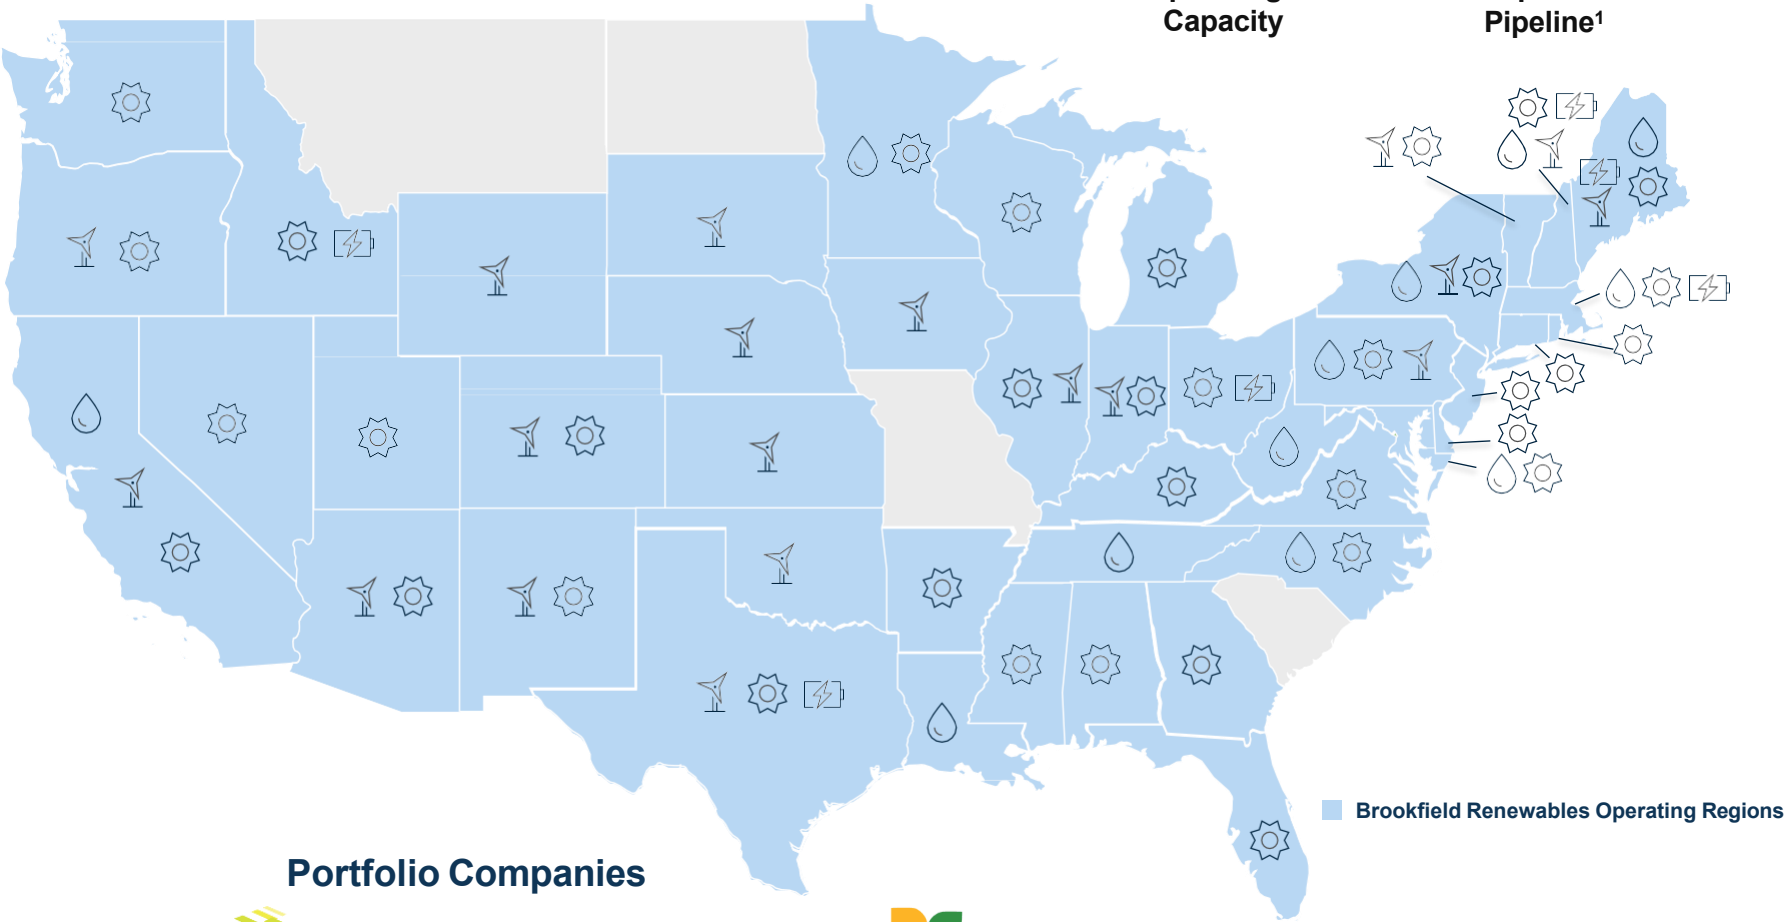 Capacity
Pipeline¹
Brookfield Renewables Operating Regions
Portfolio Companies